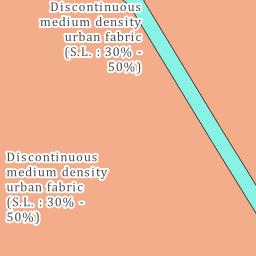 Discontinuous
medium density
urban fabric
(S.L. : 30% -
50%)
Discontinuous
medium density
urban fabric
(S.L. : 30% -
50%)